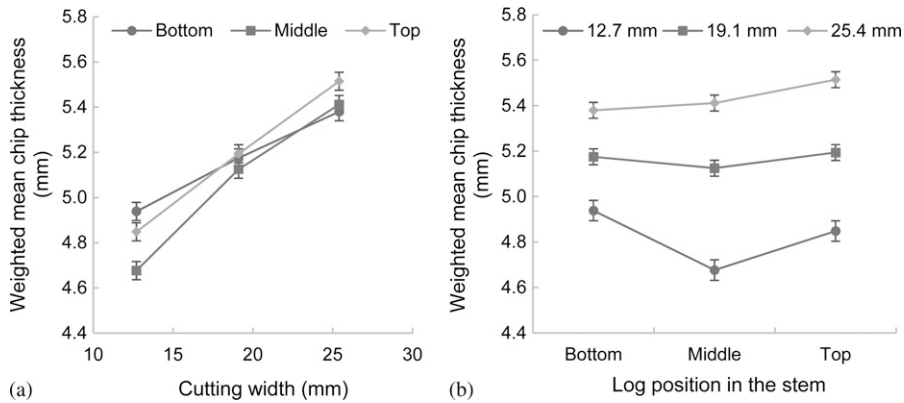 5.8
5.6
5.4
5.2
5.0
4.8
4.6
4.4
Weighted mean chip thickness
(mm)
Bottom Middle Top
10 15 20 25 30
(a) Cutting width (mm)
5.8
5.6
5.4
5.2
5.0
4.8
4.6
4.4
Weighted mean chip thickness
(mm)
12.7 mm 19.1 mm 25.4 mm
Bottom Middle Top
(b) Log position in the stem